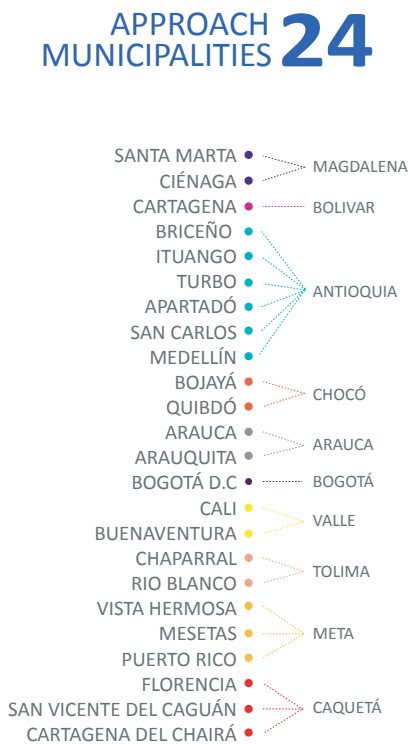 APPROACH
MUNICIPALITIES 24
SANTA MARTA
CIÉNAGA
MAGDALENA
CARTAGENA
BOLIVAR
BRICEÑO
ITUANGO
TURBO
APARTADÓ
SAN CARLOS
MEDELLÍN
ANTIOQUIA
BOJAYÁ
QUIBDÓ
CHOCÓ
ARAUCA
ARAUQUITA
ARAUCA
BOGOTÁ D.C
BOGOTÁ
CALI
BUENAVENTURA
VALLE
CHAPARRAL
RIO BLANCO
TOLIMA
VISTA HERMOSA
MESETAS
PUERTO RICO
META
FLORENCIA
SAN VICENTE DEL CAGUÁN
CARTAGENA DEL CHAIRÁ
CAQUETÁ